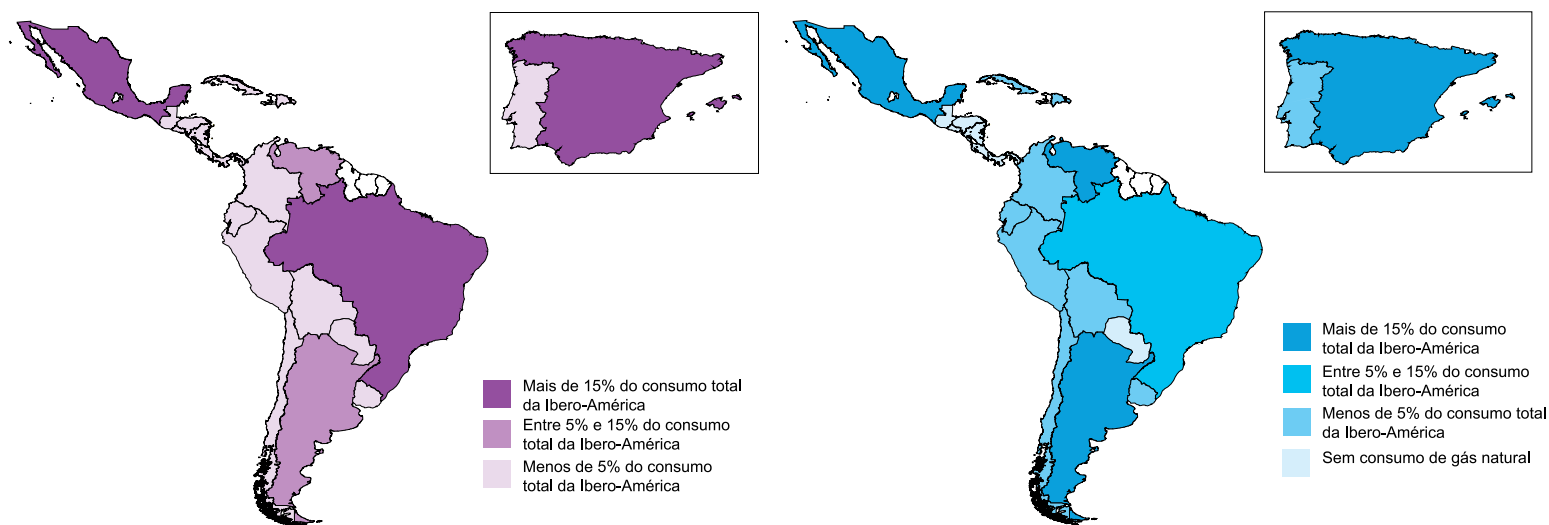 Mais de 15% do consumo total
da Ibero-América
Entre 5% e 15% do consumo
total da Ibero-América
Menos de 5% do consumo
total da Ibero-América
Mais de 15% do consumo
total da Ibero-América
Entre 5% e 15% do consumo
total da Ibero-América
Menos de 5% do consumo total
da Ibero-América
Sem consumo de gás natural